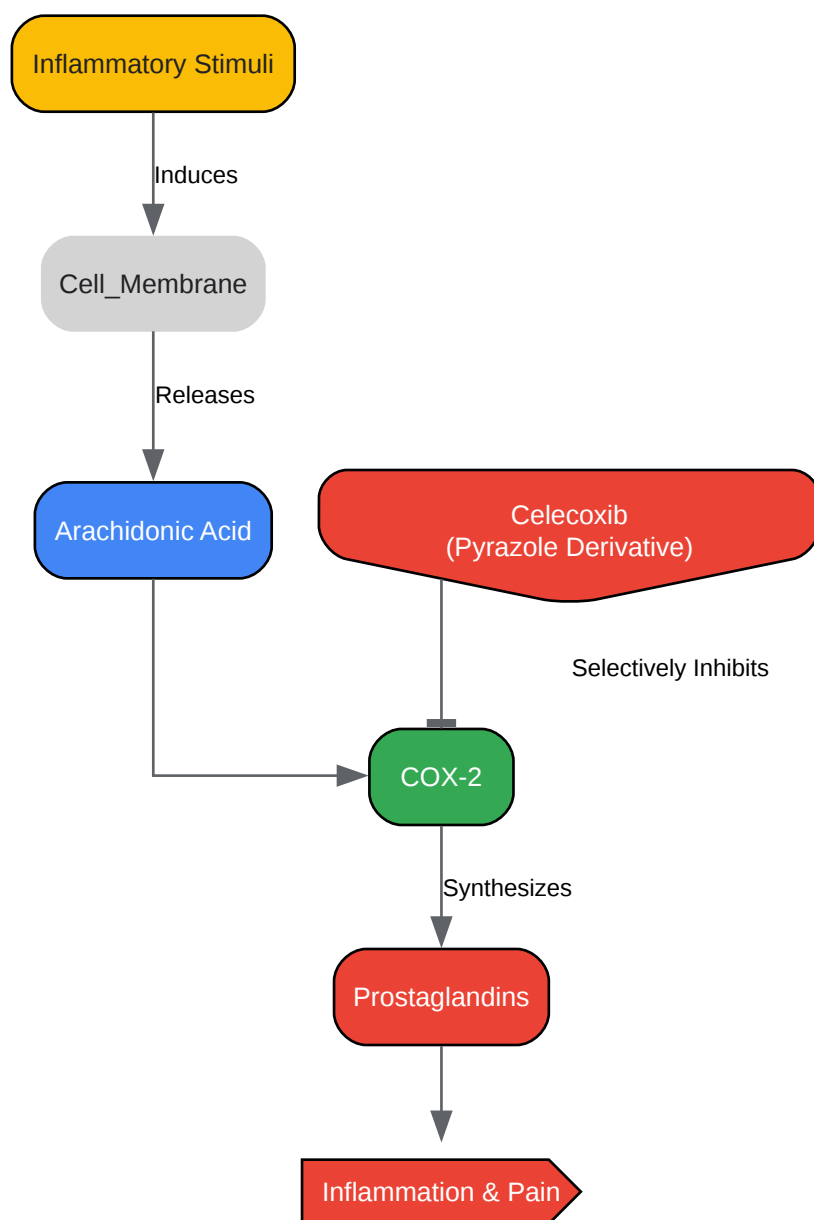 Inflammatory Stimuli
Induces
Cell_Membrane
Releases
Arachidonic Acid
Celecoxib
(Pyrazole Derivative)
Selectively Inhibits
COX-2
Synthesizes
Prostaglandins
Inflammation & Pain